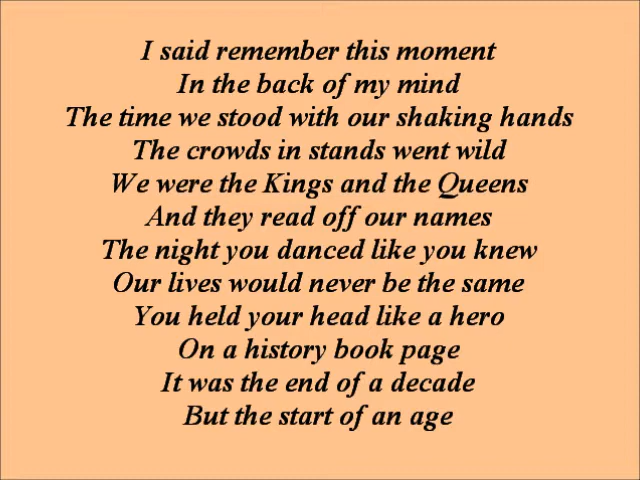 I said remember this moment
In the back of my mind
The time we stood with our shaking hands
The crowds in stands went wild
We were the Kings and the Queens
And they read off our names
The night you danced like you knew
Our lives would never be the same
You held your head like a hero
On a history book page
It was the end of a decade
But the start of an age